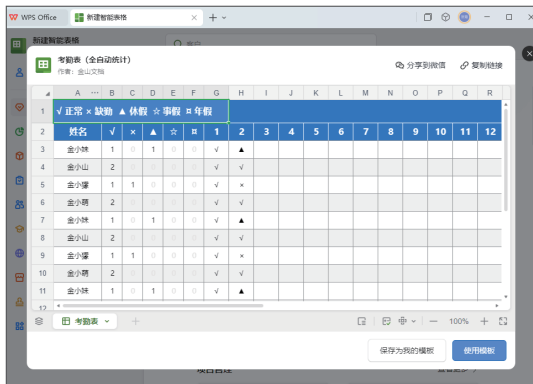 WPS Office 新建智能表格 × +
新建智能表格
考勤表（全自动统计）
作者：金山文档
分享到微信 复制链接
A ··· B C D E F G H I J K L M N O P Q R
1 √ 正常 × 缺勤 ▲ 休假 ☆ 事假 ¤ 年假
2 姓名 √ × ▲ ☆ ¤ 1 2 3 4 5 6 7 8 9 10 11 12
3 金小妹 1 0 1 0 0 √ ▲
4 金小山 2 0 0 0 0 √ √
5 金小獴 1 1 0 0 0 √ ×
6 金小萌 2 0 0 0 0 √ √
7 金小妹 1 0 1 0 0 √ ▲
8 金小山 2 0 0 0 0 √ √
9 金小獴 1 1 0 0 0 √ ×
10 金小萌 2 0 0 0 0 √ √
11 金小妹 1 0 1 0 0 √ ▲
12
考勤表 + 100%
保存为我的模板 使用模板
项目管理